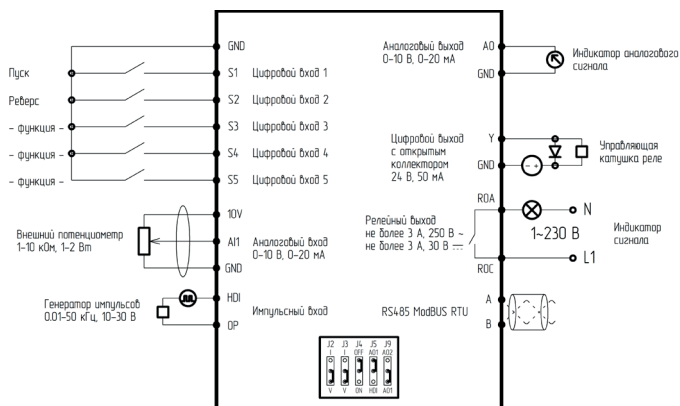 GND
Пуск
S1 Цифровой вход 1
Реверс
S2 Цифровой вход 2
- функция -
S3 Цифровой вход 3
- функция -
S4 Цифровой вход 4
- функция -
S5 Цифровой вход 5
10V
Внешний потенциометр
1-10 кОм, 1-2 Вт
AI1
Аналоговый вход
0-10 В, 0-20 мА
GND
Генератор импульсов
0.01-50 кГц, 10-30 В
HDI
Импульсный вход
OP
Аналоговый выход
0-10 В, 0-20 мА
AO
GND
Индикатор аналогового
сигнала
Цифровой выход
с открытым
коллектором
24 В, 50 мА
Y
GND
- +
Управляющая
катушка реле
Релейный выход
не более 3 А, 250 В ~
не более 3 А, 30 В ⎓
ROA
ROC
N
1~230 В
L1
Индикатор
сигнала
RS485 ModBUS RTU
A
B
J2 J3 J4 J5 J9
I I OFF AO1 AO2
V V ON HDI AO1